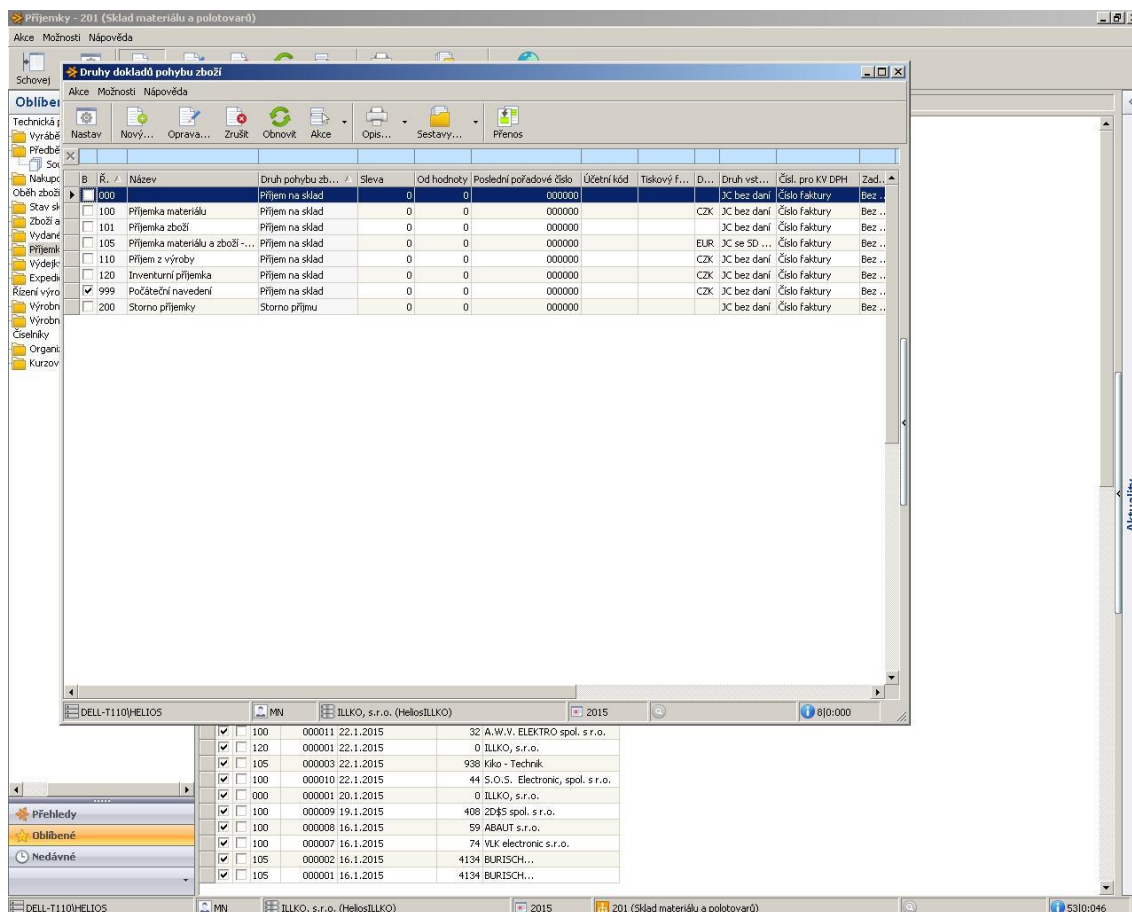 Příjemky - 201 (Sklad materiálu a polotovarů)
Akce Možnosti Nápověda
Schovej
Druhy dokladů pohybu zboží
Akce Možnosti Nápověda
Nastav Nový... Oprava... Zrušit Obnovit Akce Opis... Sestavy... Přenos
B Ř. Název Druh pohybu zb... Sleva Od hodnoty Poslední pořadové číslo Účetní kód Tiskový f... D... Druh vst... Čísl. pro KV DPH Zad...
000 Příjem na sklad 0 0 000000 JC bez daní Číslo faktury Bez ..
100 Příjemka materiálu Příjem na sklad 0 0 000000 CZK JC bez daní Číslo faktury Bez ..
101 Příjemka zboží Příjem na sklad 0 0 000000 JC bez daní Číslo faktury Bez ..
105 Příjemka materiálu a zboží -... Příjem na sklad 0 0 000000 EUR JC se SD ... Číslo faktury Bez ..
110 Příjem z výroby Příjem na sklad 0 0 000000 CZK JC bez daní Číslo faktury Bez ..
120 Inventurní příjemka Příjem na sklad 0 0 000000 CZK JC bez daní Číslo faktury Bez ..
999 Počáteční navedení Příjem na sklad 0 0 000000 CZK JC bez daní Číslo faktury Bez ..
200 Storno příjemky Storno příjmu 0 0 000000 JC bez daní Číslo faktury Bez ..
DELL-T110\HELIOS MN ILLKO, s.r.o. (HeliosILLKO) 2015 8|0:000
Oblíbe
Technická
Vyrábě
Předbě
Sou
Nakupo
Oběh zboží
Stav sk
Zboží a
Vydané
Příjemk
Výdejk
Expedi
Řízení výro
Výrobn
Výrobn
Číselníky
Organi
Kurzov
Aktuality
100 000011 22.1.2015 32 A.W.V. ELEKTRO spol. s r.o.
120 000001 22.1.2015 0 ILLKO, s.r.o.
105 000003 22.1.2015 938 Kiko - Technik
100 000010 22.1.2015 44 S.O.S. Electronic, spol. s r.o.
000 000001 20.1.2015 0 ILLKO, s.r.o.
100 000009 19.1.2015 408 2D$5 spol. s r.o.
100 000008 16.1.2015 59 ABAUT s.r.o.
100 000007 16.1.2015 74 VLK electronic s.r.o.
105 000002 16.1.2015 4134 BURISCH...
105 000001 16.1.2015 4134 BURISCH...
Přehledy
Oblíbené
Nedávné
DELL-T110\HELIOS MN ILLKO, s.r.o. (HeliosILLKO) 2015 201 (Sklad materiálu a polotovarů) 53|0:046